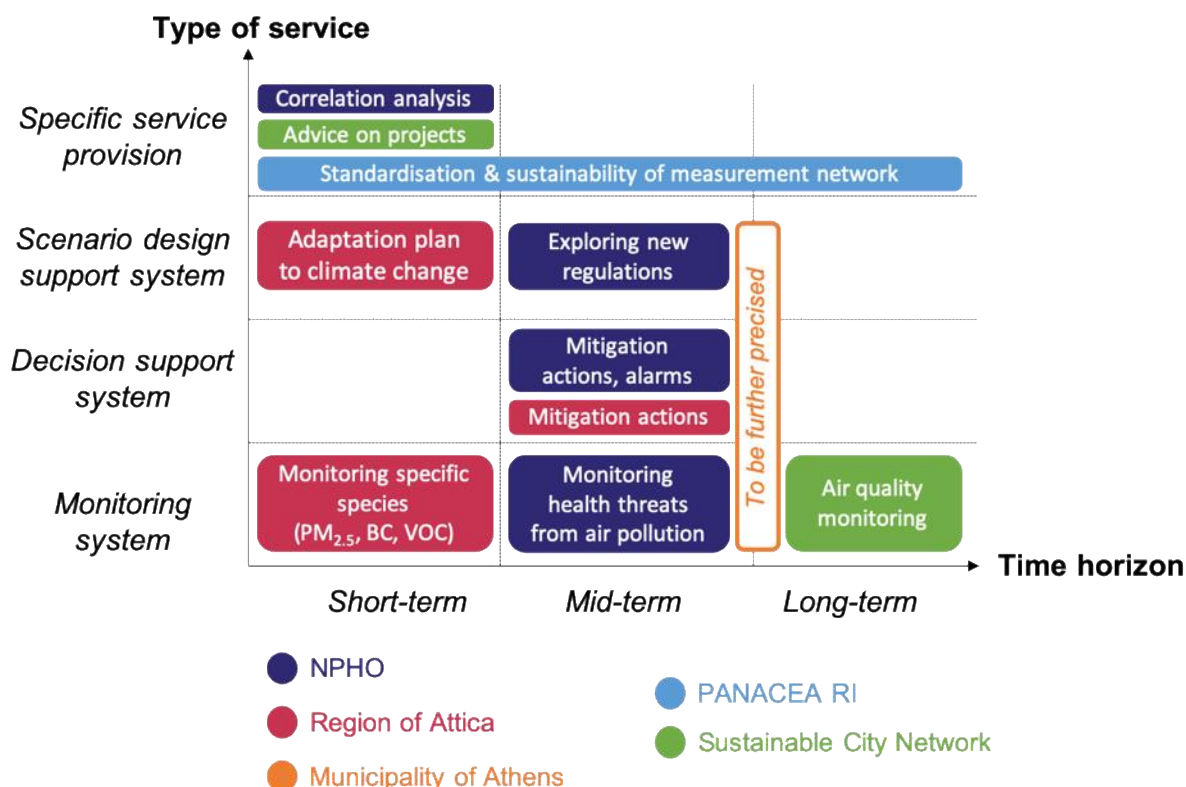 Type of service
Specific service
provision
Correlation analysis
Advice on projects
Standardisation & sustainability of measurement network
Scenario design
support system
Adaptation plan
to climate change
Exploring new
regulations
Decision support
system
Mitigation
actions, alarms
Mitigation actions
To be further precised
Monitoring
system
Monitoring specific
species
(PM2.5, BC, VOC)
Monitoring
health threats
from air pollution
Air quality
monitoring
Time horizon
Short-term
Mid-term
Long-term
NPHO
Region of Attica
Municipality of Athens
PANACEA RI
Sustainable City Network